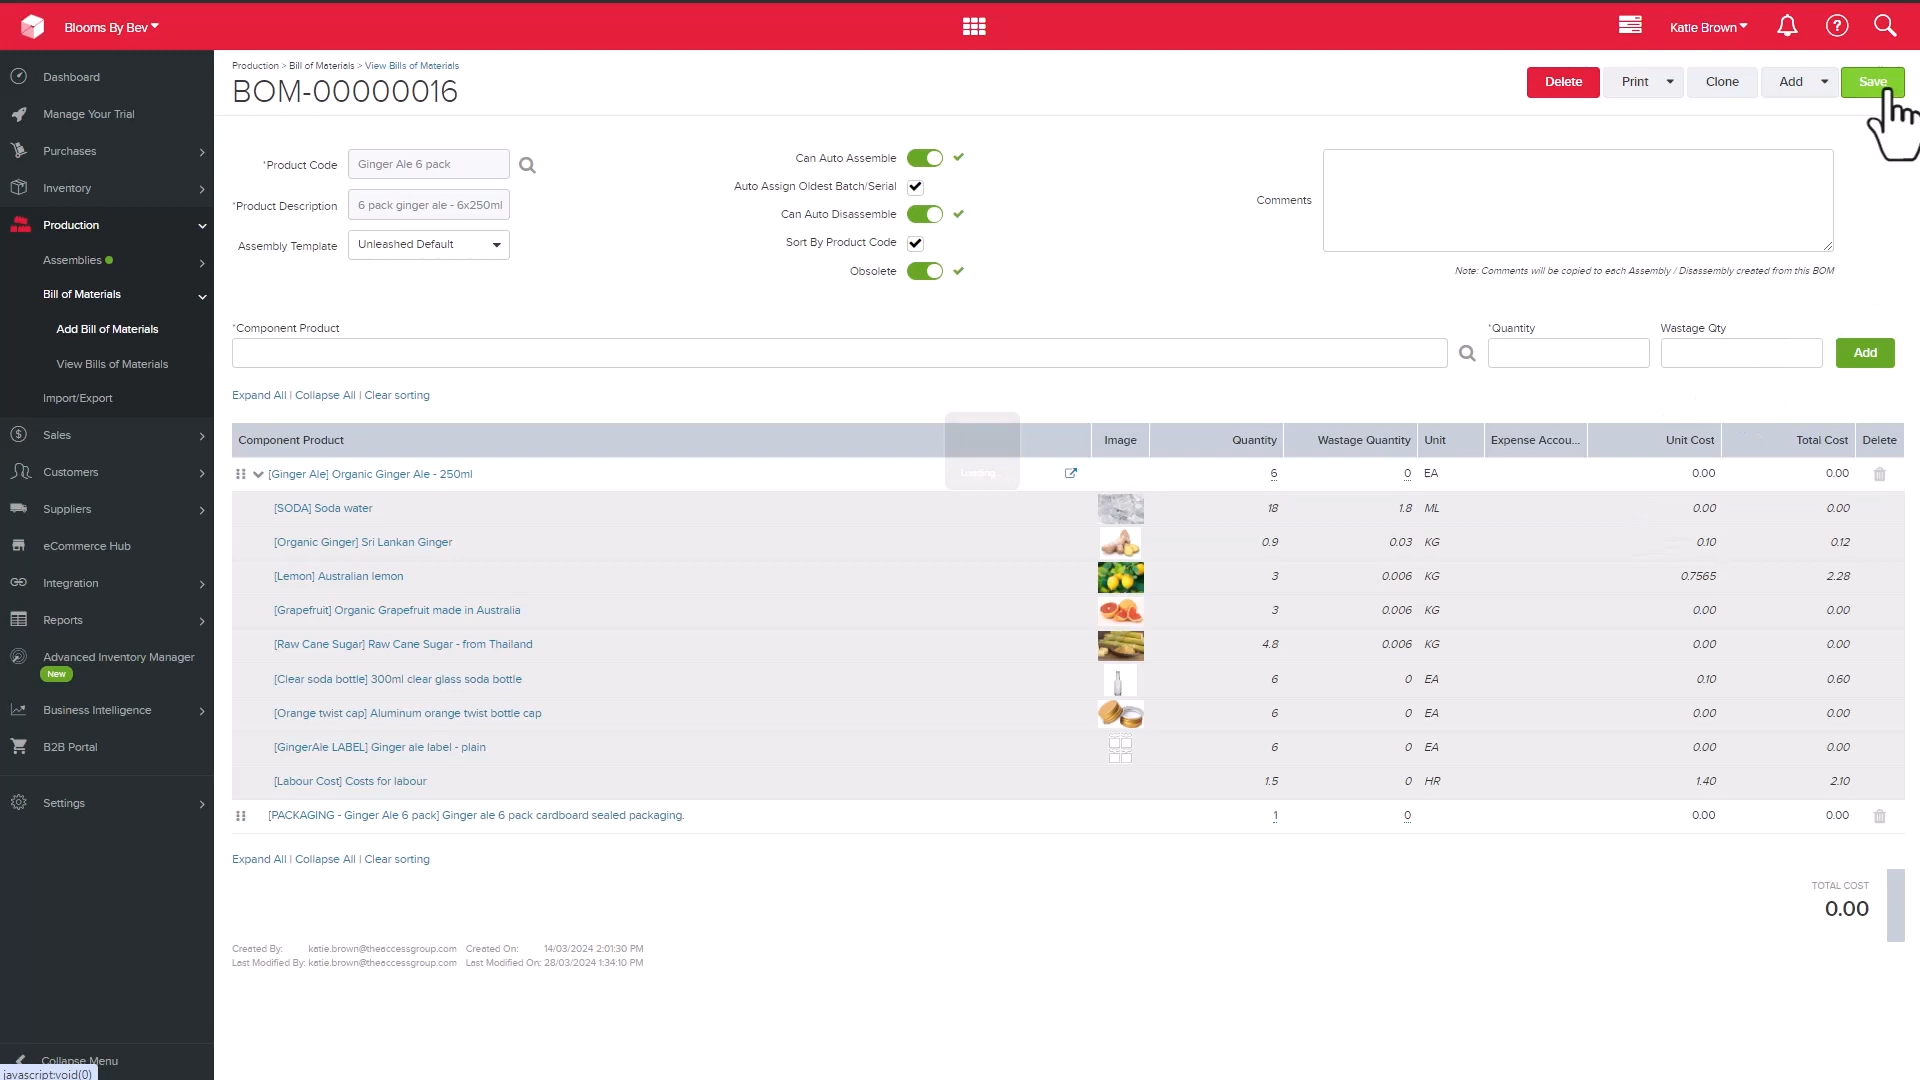 Blooms By Bev
Katie Brown
Dashboard
Manage Your Trial
Purchases
Inventory
Production
Assemblies
Bill of Materials
Add Bill of Materials
View Bills of Materials
Import/Export
Sales
Customers
Suppliers
eCommerce Hub
Integration
Reports
Advanced Inventory Manager
New
Business Intelligence
B2B Portal
Settings
Collapse Menu
javascript:void(0)
Production > Bill of Materials > View Bills of Materials
BOM-00000016
Delete Print Clone Add Save
*Product Code Ginger Ale 6 pack
*Product Description 6 pack ginger ale - 6x250ml
Assembly Template Unleashed Default
Can Auto Assemble
Auto Assign Oldest Batch/Serial
Can Auto Disassemble
Sort By Product Code
Obsolete
Comments
Note: Comments will be copied to each Assembly / Disassembly created from this BOM
*Component Product *Quantity Wastage Qty
Add
Expand All | Collapse All | Clear sorting
Component Product Image Quantity Wastage Quantity Unit Expense Accou... Unit Cost Total Cost Delete
Loading...
[Ginger Ale] Organic Ginger Ale - 250ml 6 0 EA 0.00 0.00
[SODA] Soda water 18 1.8 ML 0.00 0.00
[Organic Ginger] Sri Lankan Ginger 0.9 0.03 KG 0.10 0.12
[Lemon] Australian lemon 3 0.006 KG 0.7565 2.28
[Grapefruit] Organic Grapefruit made in Australia 3 0.006 KG 0.00 0.00
[Raw Cane Sugar] Raw Cane Sugar - from Thailand 4.8 0.006 KG 0.00 0.00
[Clear soda bottle] 300ml clear glass soda bottle 6 0 EA 0.10 0.60
[Orange twist cap] Aluminum orange twist bottle cap 6 0 EA 0.00 0.00
[GingerAle LABEL] Ginger ale label - plain 6 0 EA 0.00 0.00
[Labour Cost] Costs for labour 1.5 0 HR 1.40 2.10
[PACKAGING - Ginger Ale 6 pack] Ginger ale 6 pack cardboard sealed packaging. 1 0 0.00 0.00
Expand All | Collapse All | Clear sorting
TOTAL COST
0.00
Created By: katie.brown@theaccessgroup.com Created On: 14/03/2024 2:01:30 PM
Last Modified By: katie.brown@theaccessgroup.com Last Modified On: 28/03/2024 1:34:10 PM